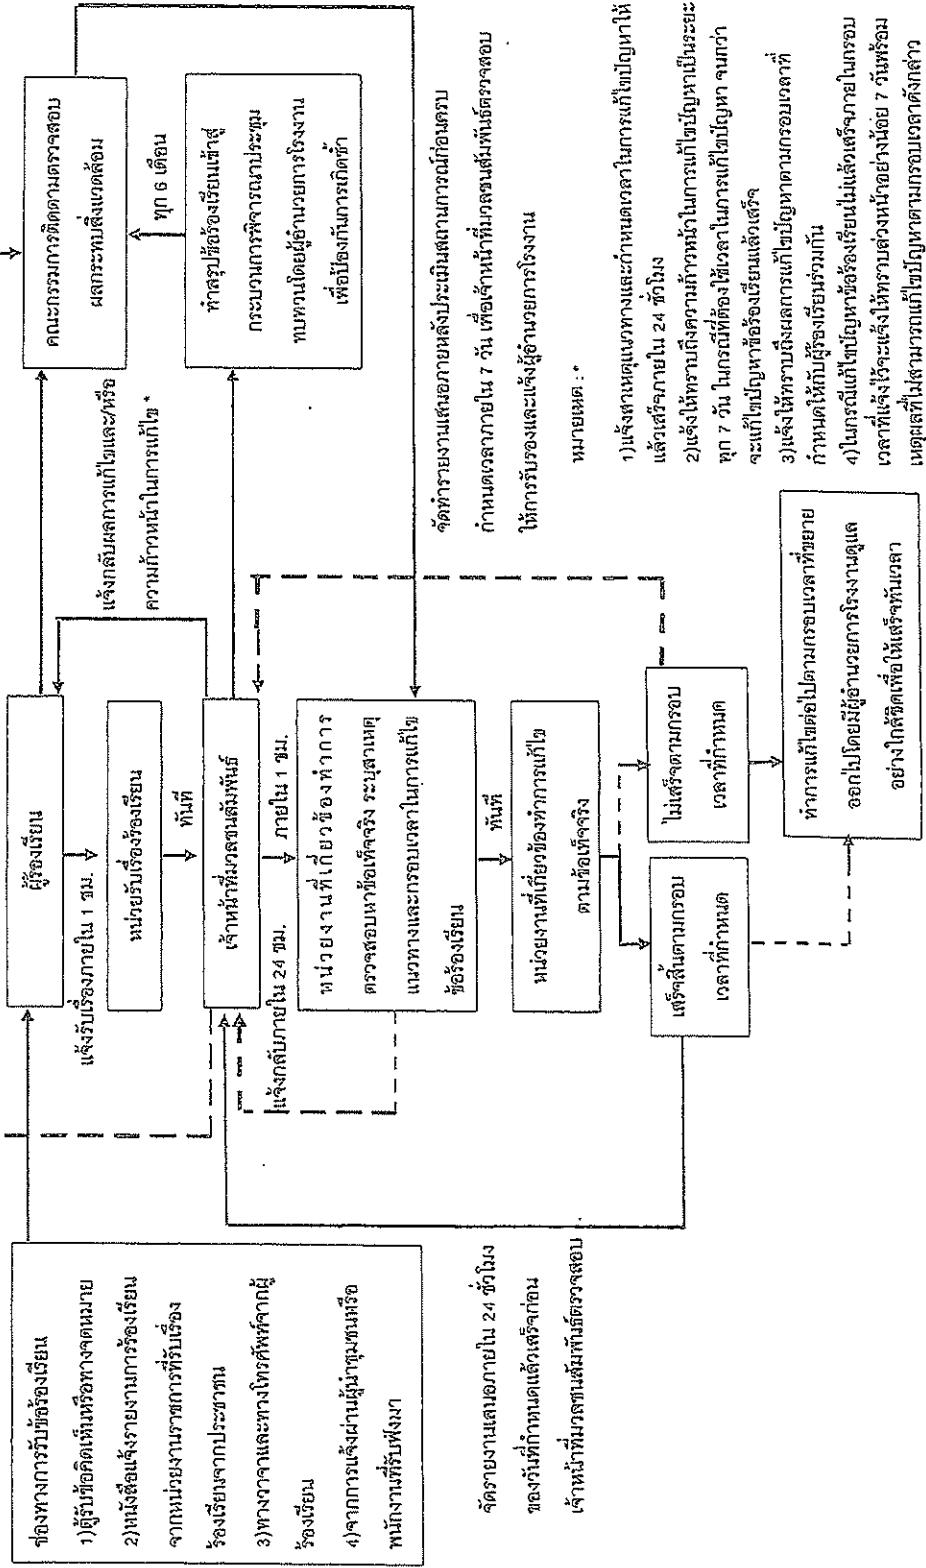 ช่องทางการรับข้อร้องเรียน
1)ตู้รับข้อคิดเห็นหรือทางจดหมาย
2)หนังสือแจ้งรายงานการร้องเรียน
จากหน่วยงานราชการที่รับเรื่อง
ร้องเรียนจากประชาชน
3)ทางวาจาและทางโทรศัพท์จากผู้
ร้องเรียน
4)จากการแจ้งผ่านผู้นำชุมชนหรือ
พนักงานที่รับฟังมา
ผู้ร้องเรียน
แจ้งรับเรื่องภายใน 1 ชม.
หน่วยรับเรื่องร้องเรียน
ทันที
เจ้าหน้าที่มวลชนสัมพันธ์
แจ้งกลับภายใน 24 ชม.
ภายใน 1 ชม.
หน่วยงานที่เกี่ยวข้องทำการ
ตรวจสอบหาข้อเท็จจริง ระบุสาเหตุ
แนวทางและกรอบเวลาในการแก้ไข
ข้อร้องเรียน
ทันที
หน่วยงานที่เกี่ยวข้องทำการแก้ไข
ตามข้อเท็จจริง
เสร็จสิ้นตามกรอบ
เวลาที่กำหนด
ไม่เสร็จตามกรอบ
เวลาที่กำหนด
ทำการแก้ไขต่อไปตามกรอบเวลาที่ขยาย
ออกไปโดยมีผู้อำนวยการโรงงานดูแล
อย่างใกล้ชิดเพื่อให้เสร็จทันเวลา
คณะกรรมการติดตามตรวจสอบ
ผลกระทบสิ่งแวดล้อม
แจ้งกลับผลการแก้ไขและ/หรือ
ความก้าวหน้าในการแก้ไข *
ทุก 6 เดือน
ทำสรุปข้อร้องเรียนเข้าสู่
กระบวนการพิจารณาประชุม
ทบทวนโดยผู้อำนวยการโรงงาน
เพื่อป้องกันการเกิดซ้ำ
จัดทำรายงานเสนอภายหลังประเมินสถานการณ์ก่อนครบ
กำหนดเวลาภายใน 7 วัน เพื่อเจ้าหน้าที่มวลชนสัมพันธ์ตรวจสอบ
ให้การรับรองและแจ้งผู้อำนวยการโรงงาน
จัดรายงานเสนอภายใน 24 ชั่วโมง
ของวันที่กำหนดแล้วเสร็จก่อน
เจ้าหน้าที่มวลชนสัมพันธ์ตรวจสอบ
หมายเหตุ : *
1)แจ้งสาเหตุแนวทางและกำหนดเวลาในการแก้ไขปัญหาให้
แล้วเสร็จภายใน 24 ชั่วโมง
2)แจ้งให้ทราบถึงความก้าวหน้าในการแก้ไขปัญหาเป็นระยะ
ทุก 7 วัน ในกรณีที่ต้องใช้เวลาในการแก้ไขปัญหา จนกว่า
จะแก้ไขปัญหาข้อร้องเรียนแล้วเสร็จ
3)แจ้งให้ทราบถึงผลการแก้ไขปัญหาตามกรอบเวลาที่
กำหนดให้กับผู้ร้องเรียนร่วมกัน
4)ในกรณีแก้ไขปัญหาข้อร้องเรียนไม่แล้วเสร็จภายในกรอบ
เวลาที่แจ้งไว้จะแจ้งให้ทราบล่วงหน้าอย่างน้อย 7 วันพร้อม
เหตุผลที่ไม่สามารถแก้ไขปัญหาตามกรอบเวลาดังกล่าว